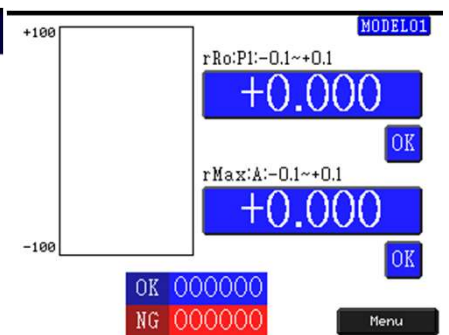 +100
MODEL01
rRo:P1:-0.1~+0.1
+0.000
OK
rMax:A:-0.1~+0.1
+0.000
-100
OK
OK 000000
NG 000000
Menu